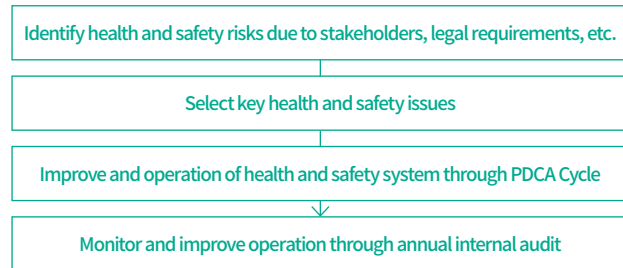 Identify health and safety risks due to stakeholders, legal requirements, etc.
Select key health and safety issues
Improve and operation of health and safety system through PDCA Cycle
Monitor and improve operation through annual internal audit